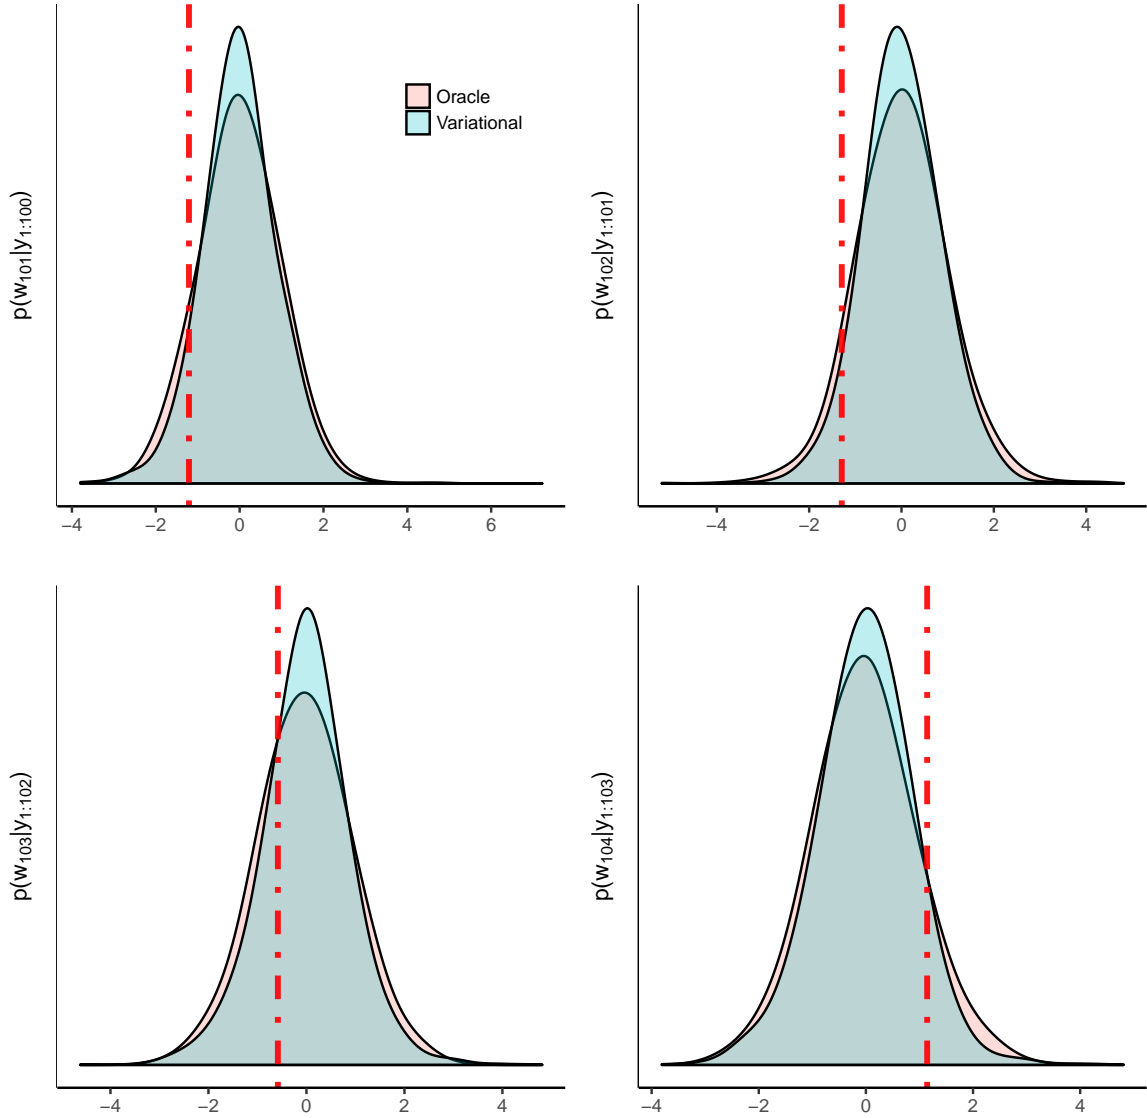 Oracle
Variational
p(w₁₀₁|y₁:₁₀₀)
−4 −2 0 2 4 6
p(w₁₀₂|y₁:₁₀₁)
−4 −2 0 2 4
p(w₁₀₃|y₁:₁₀₂)
−4 −2 0 2 4
p(w₁₀₄|y₁:₁₀₃)
−4 −2 0 2 4